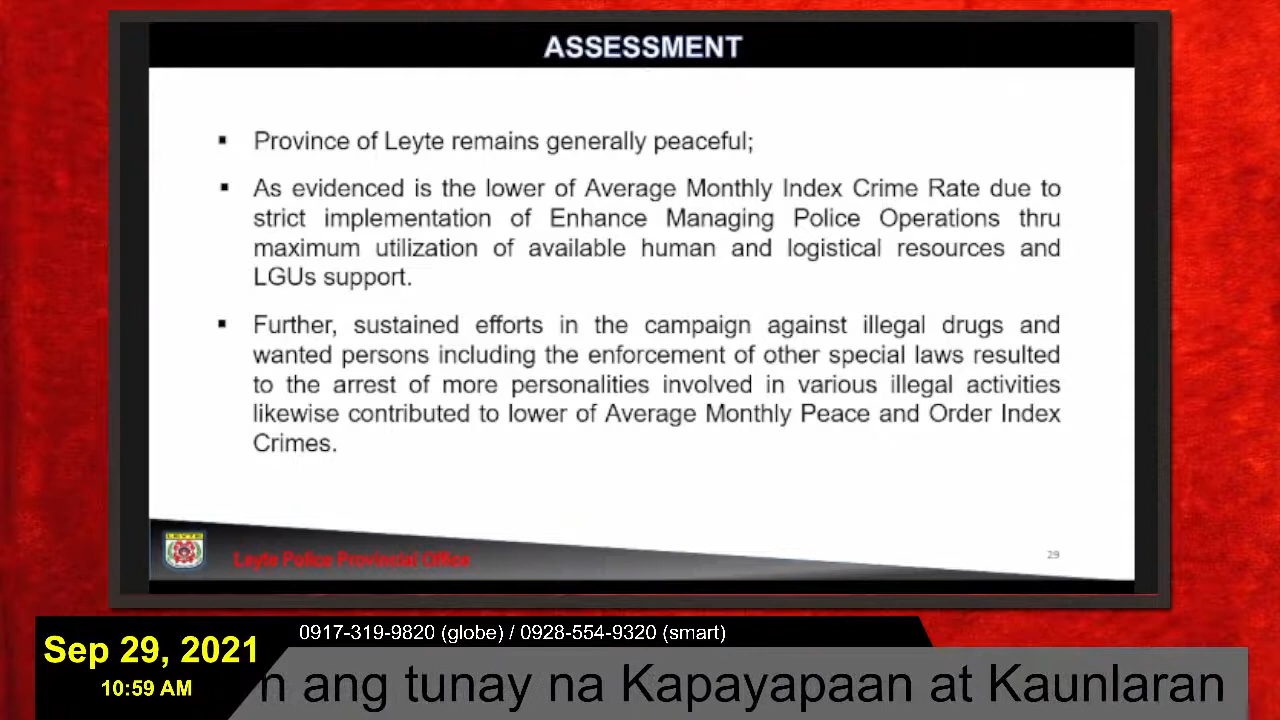 ASSESSMENT
▪ Province of Leyte remains generally peaceful;
▪ As evidenced is the lower of Average Monthly Index Crime Rate due to
strict implementation of Enhance Managing Police Operations thru
maximum utilization of available human and logistical resources and
LGUs support.
▪ Further, sustained efforts in the campaign against illegal drugs and
wanted persons including the enforcement of other special laws resulted
to the arrest of more personalities involved in various illegal activities
likewise contributed to lower of Average Monthly Peace and Order Index
Crimes.
LEYTE
Leyte Police Provincial Office
29
0917-319-9820 (globe) / 0928-554-9320 (smart)
Sep 29, 2021
10:59 AM
n ang tunay na Kapayapaan at Kaunlaran